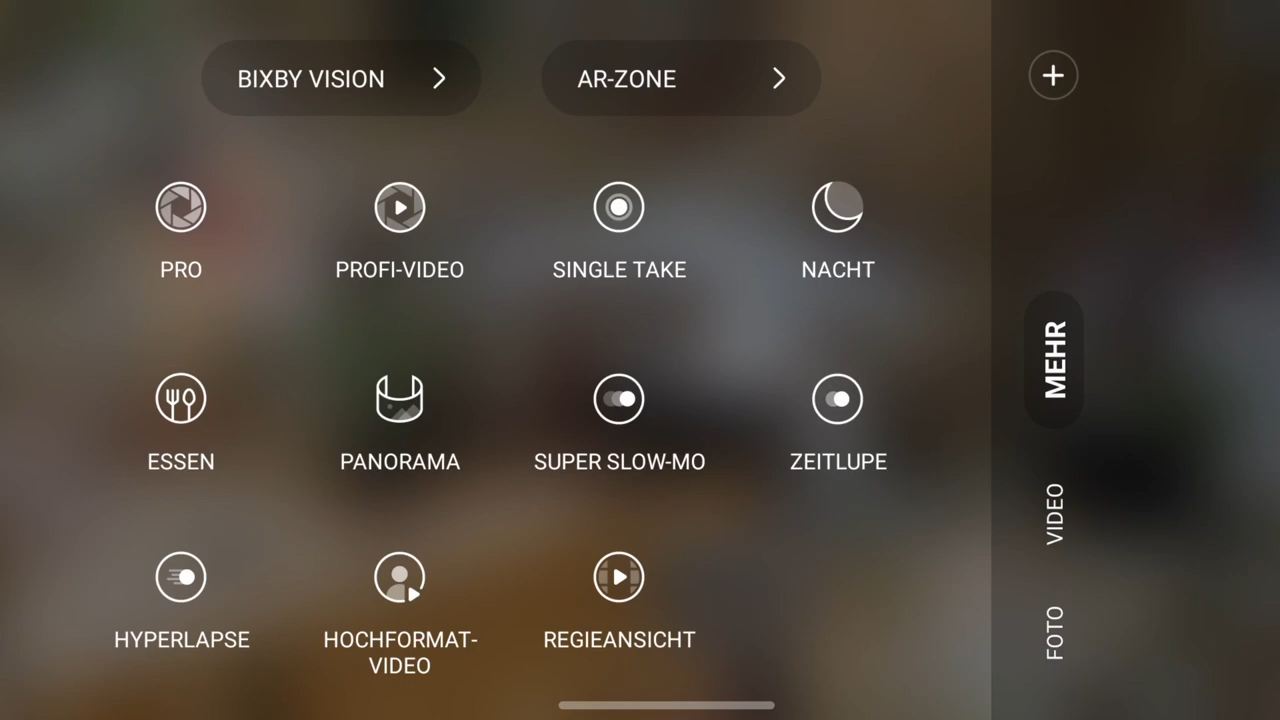 BIXBY VISION
AR-ZONE
PRO
PROFI-VIDEO
SINGLE TAKE
NACHT
ESSEN
PANORAMA
SUPER SLOW-MO
ZEITLUPE
HYPERLAPSE
HOCHFORMAT-
VIDEO
REGIEANSICHT
MEHR
VIDEO
FOTO